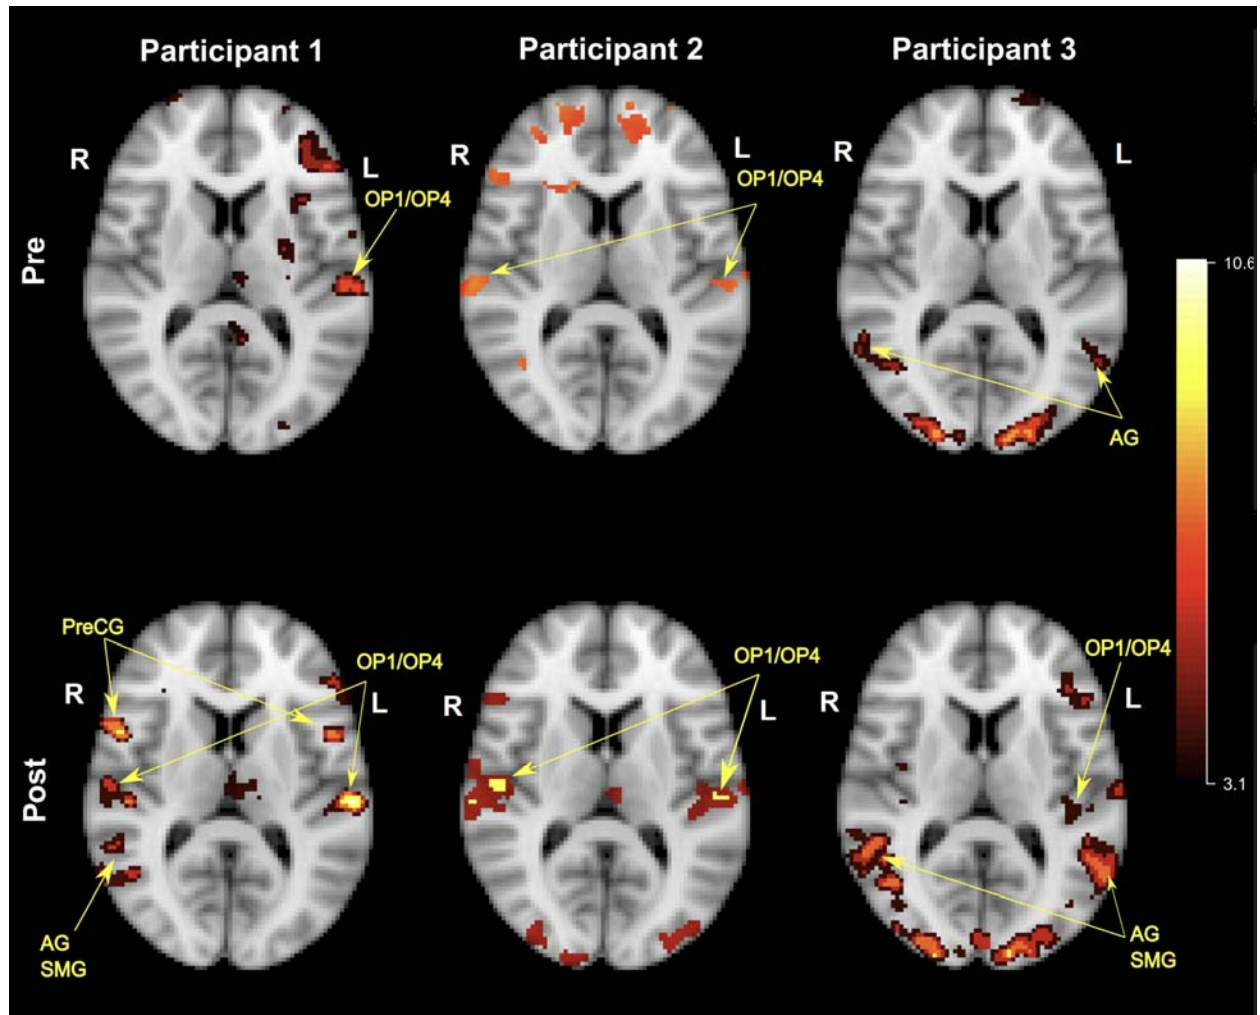 Participant 1
Participant 2
Participant 3
Pre
R
L
OP1/OP4
R
L
OP1/OP4
R
L
AG
10.6
3.1
Post
PreCG
R
L
OP1/OP4
AG
SMG
R
L
OP1/OP4
R
L
OP1/OP4
AG
SMG